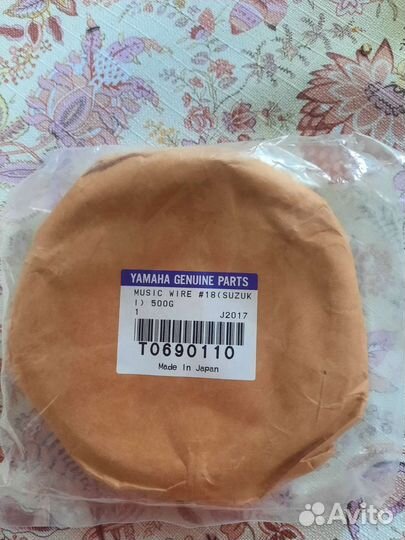 YAMAHA GENUINE PARTS
MUSIC WIRE #18(SUZUK
I) 500G
1 J2017
T0690110
Made In Japan
Avito